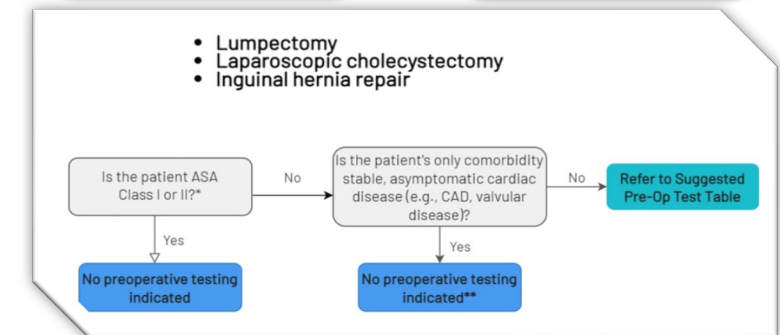 • Lumpectomy
• Laparoscopic cholecystectomy
• Inguinal hernia repair
Is the patient ASA
Class I or II?*
No
Is the patient's only comorbidity
stable, asymptomatic cardiac
disease (e.g., CAD, valvular
disease)?
No
Refer to Suggested
Pre-Op Test Table
Yes
No preoperative testing
indicated
Yes
No preoperative testing
indicated**